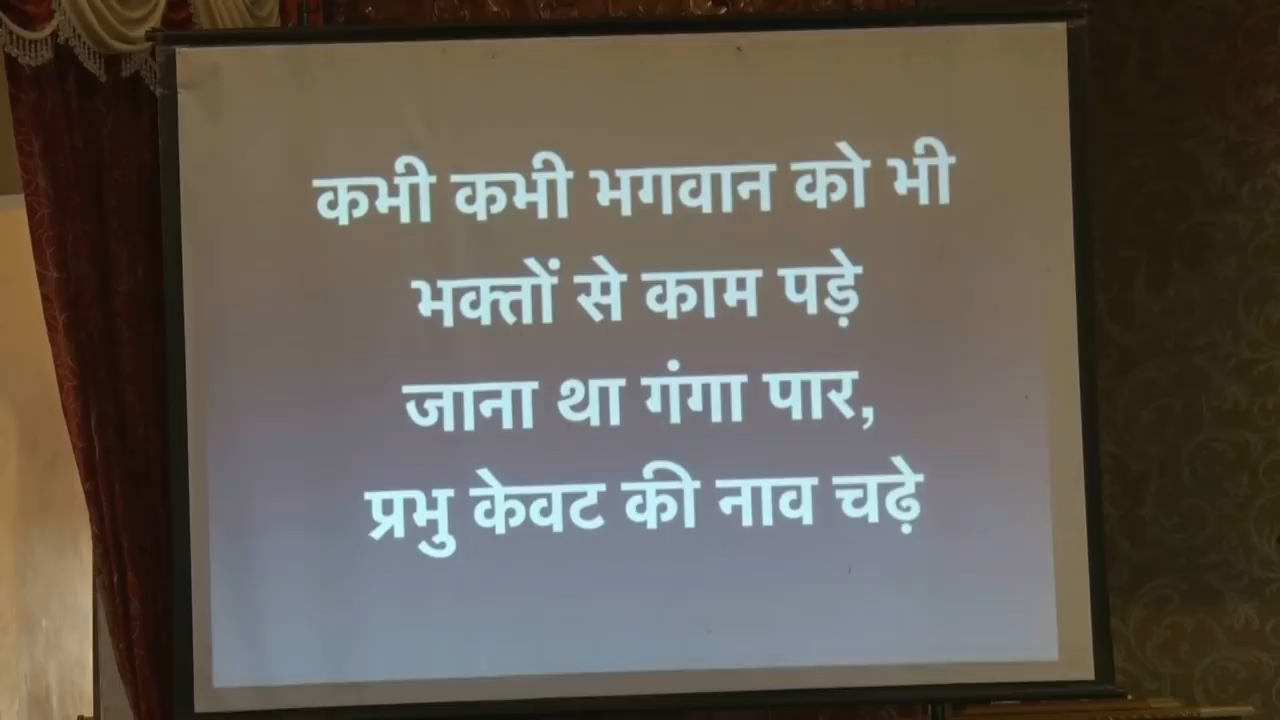 कभी कभी भगवान को भी
भक्तों से काम पड़े
जाना था गंगा पार,
प्रभु केवट की नाव चढ़े